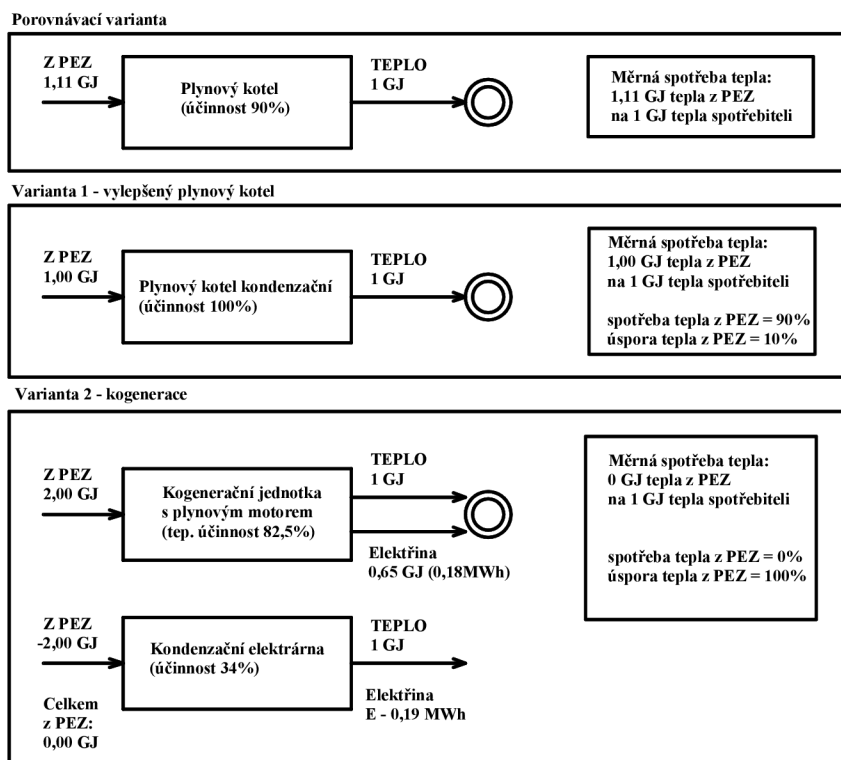 Porovnávací varianta
Z PEZ
1,11 GJ
Plynový kotel
(účinnost 90%)
TEPLO
1 GJ
Měrná spotřeba tepla:
1,11 GJ tepla z PEZ
na 1 GJ tepla spotřebiteli
Varianta 1 - vylepšený plynový kotel
Z PEZ
1,00 GJ
Plynový kotel kondenzační
(účinnost 100%)
TEPLO
1 GJ
Měrná spotřeba tepla:
1,00 GJ tepla z PEZ
na 1 GJ tepla spotřebiteli
spotřeba tepla z PEZ = 90%
úspora tepla z PEZ = 10%
Varianta 2 - kogenerace
Z PEZ
2,00 GJ
Kogenerační jednotka
s plynovým motorem
(tep. účinnost 82,5%)
TEPLO
1 GJ
Elektřina
0,65 GJ (0,18MWh)
Měrná spotřeba tepla:
0 GJ tepla z PEZ
na 1 GJ tepla spotřebiteli
spotřeba tepla z PEZ = 0%
úspora tepla z PEZ = 100%
Z PEZ
-2,00 GJ
Kondenzační elektrárna
(účinnost 34%)
TEPLO
1 GJ
Elektřina
E - 0,19 MWh
Celkem
z PEZ:
0,00 GJ